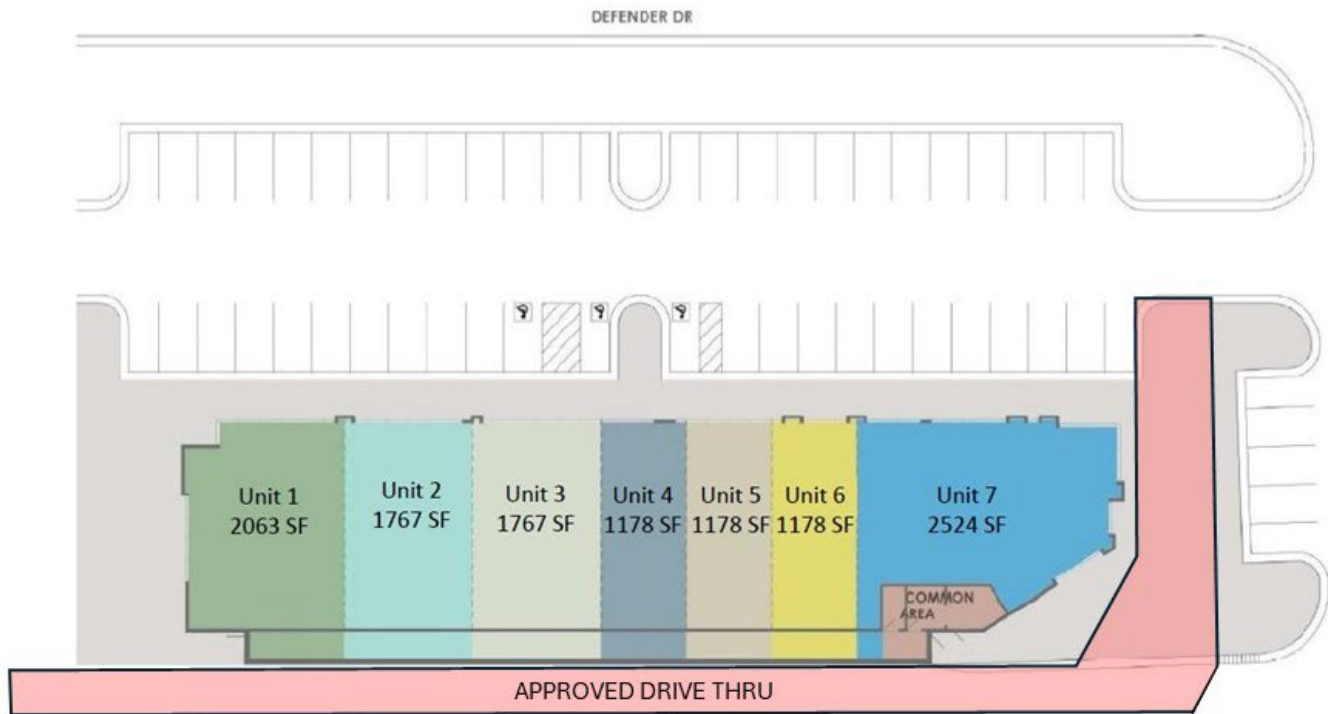 DEFENDER DR
Unit 1
2063 SF
Unit 2
1767 SF
Unit 3
1767 SF
Unit 4
1178 SF
Unit 5
1178 SF
Unit 6
1178 SF
Unit 7
2524 SF
COMMON
AREA
APPROVED DRIVE THRU